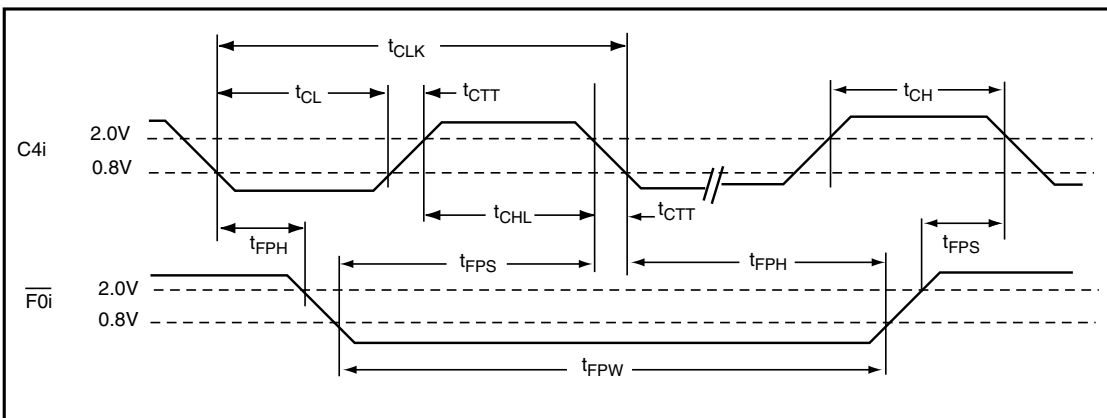 tCLK
tCL
tCTT
tCH
2.0V
C4i
0.8V
tCHL
tCTT
tFPH
tFPS
tFPH
tFPS
2.0V
F0i
0.8V
tFPW